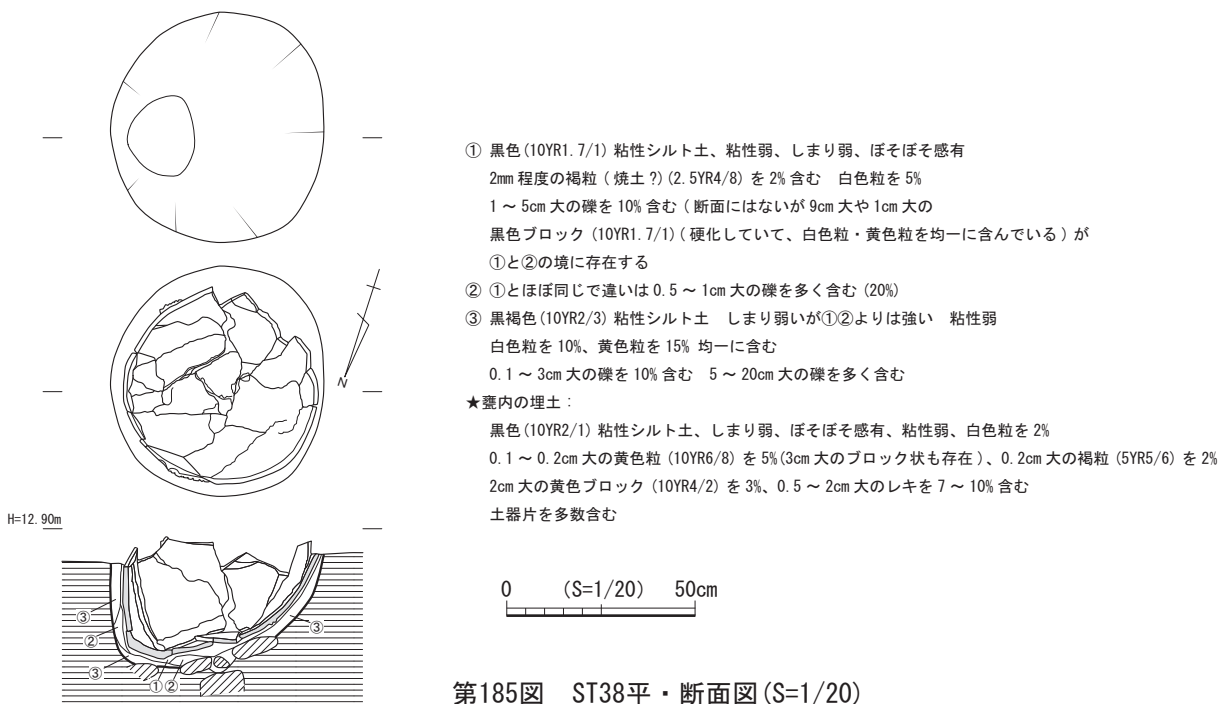 ① 黒色(10YR1.7/1) 粘性シルト土、粘性弱、しまり弱、ぼそぼそ感有
2mm 程度の褐粒 ( 焼土 ?) (2.5YR4/8) を 2% 含む　白色粒を 5%
1 ～ 5cm 大の礫を 10% 含む ( 断面にはないが 9cm 大や 1cm 大の
黒色ブロック (10YR1.7/1) ( 硬化していて、白色粒・黄色粒を均一に含んでいる ) が
①と②の境に存在する
② ①とほぼ同じで違いは 0.5 ～ 1cm 大の礫を多く含む (20%)
③ 黒褐色(10YR2/3) 粘性シルト土　しまり弱いが①②よりは強い　粘性弱
白色粒を 10%、黄色粒を 15% 均一に含む
0.1 ～ 3cm 大の礫を 10% 含む　5 ～ 20cm 大の礫を多く含む
★甕内の埋土：
黒色(10YR2/1) 粘性シルト土、しまり弱、ぼそぼそ感有、粘性弱、白色粒を 2%
0.1 ～ 0.2cm 大の黄色粒 (10YR6/8) を 5%(3cm 大のブロック状も存在 )、0.2cm 大の褐粒 (5YR5/6) を 2%
2cm 大の黄色ブロック (10YR4/2) を 3%、0.5 ～ 2cm 大のレキを 7 ～ 10% 含む
土器片を多数含む
N
H=12.90m
③
②
③
①②
③
0 (S=1/20) 50cm
第185図　ST38平・断面図(S=1/20)